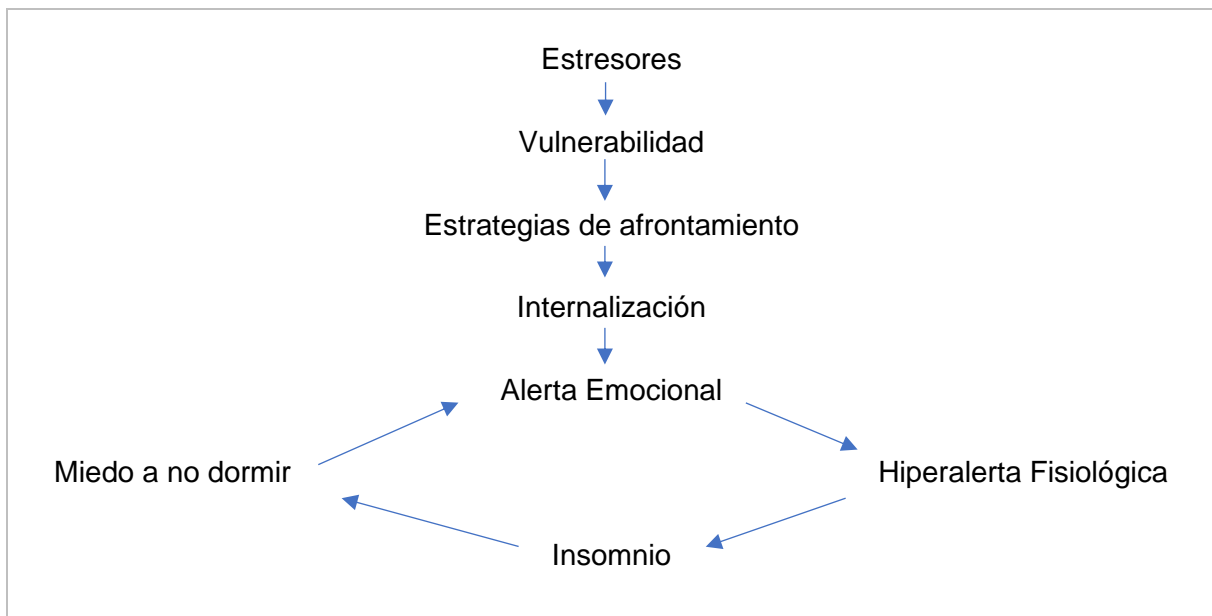 Estresores
Vulnerabilidad
Estrategias de afrontamiento
Internalización
Alerta Emocional
Miedo a no dormir
Hiperalerta Fisiológica
Insomnio